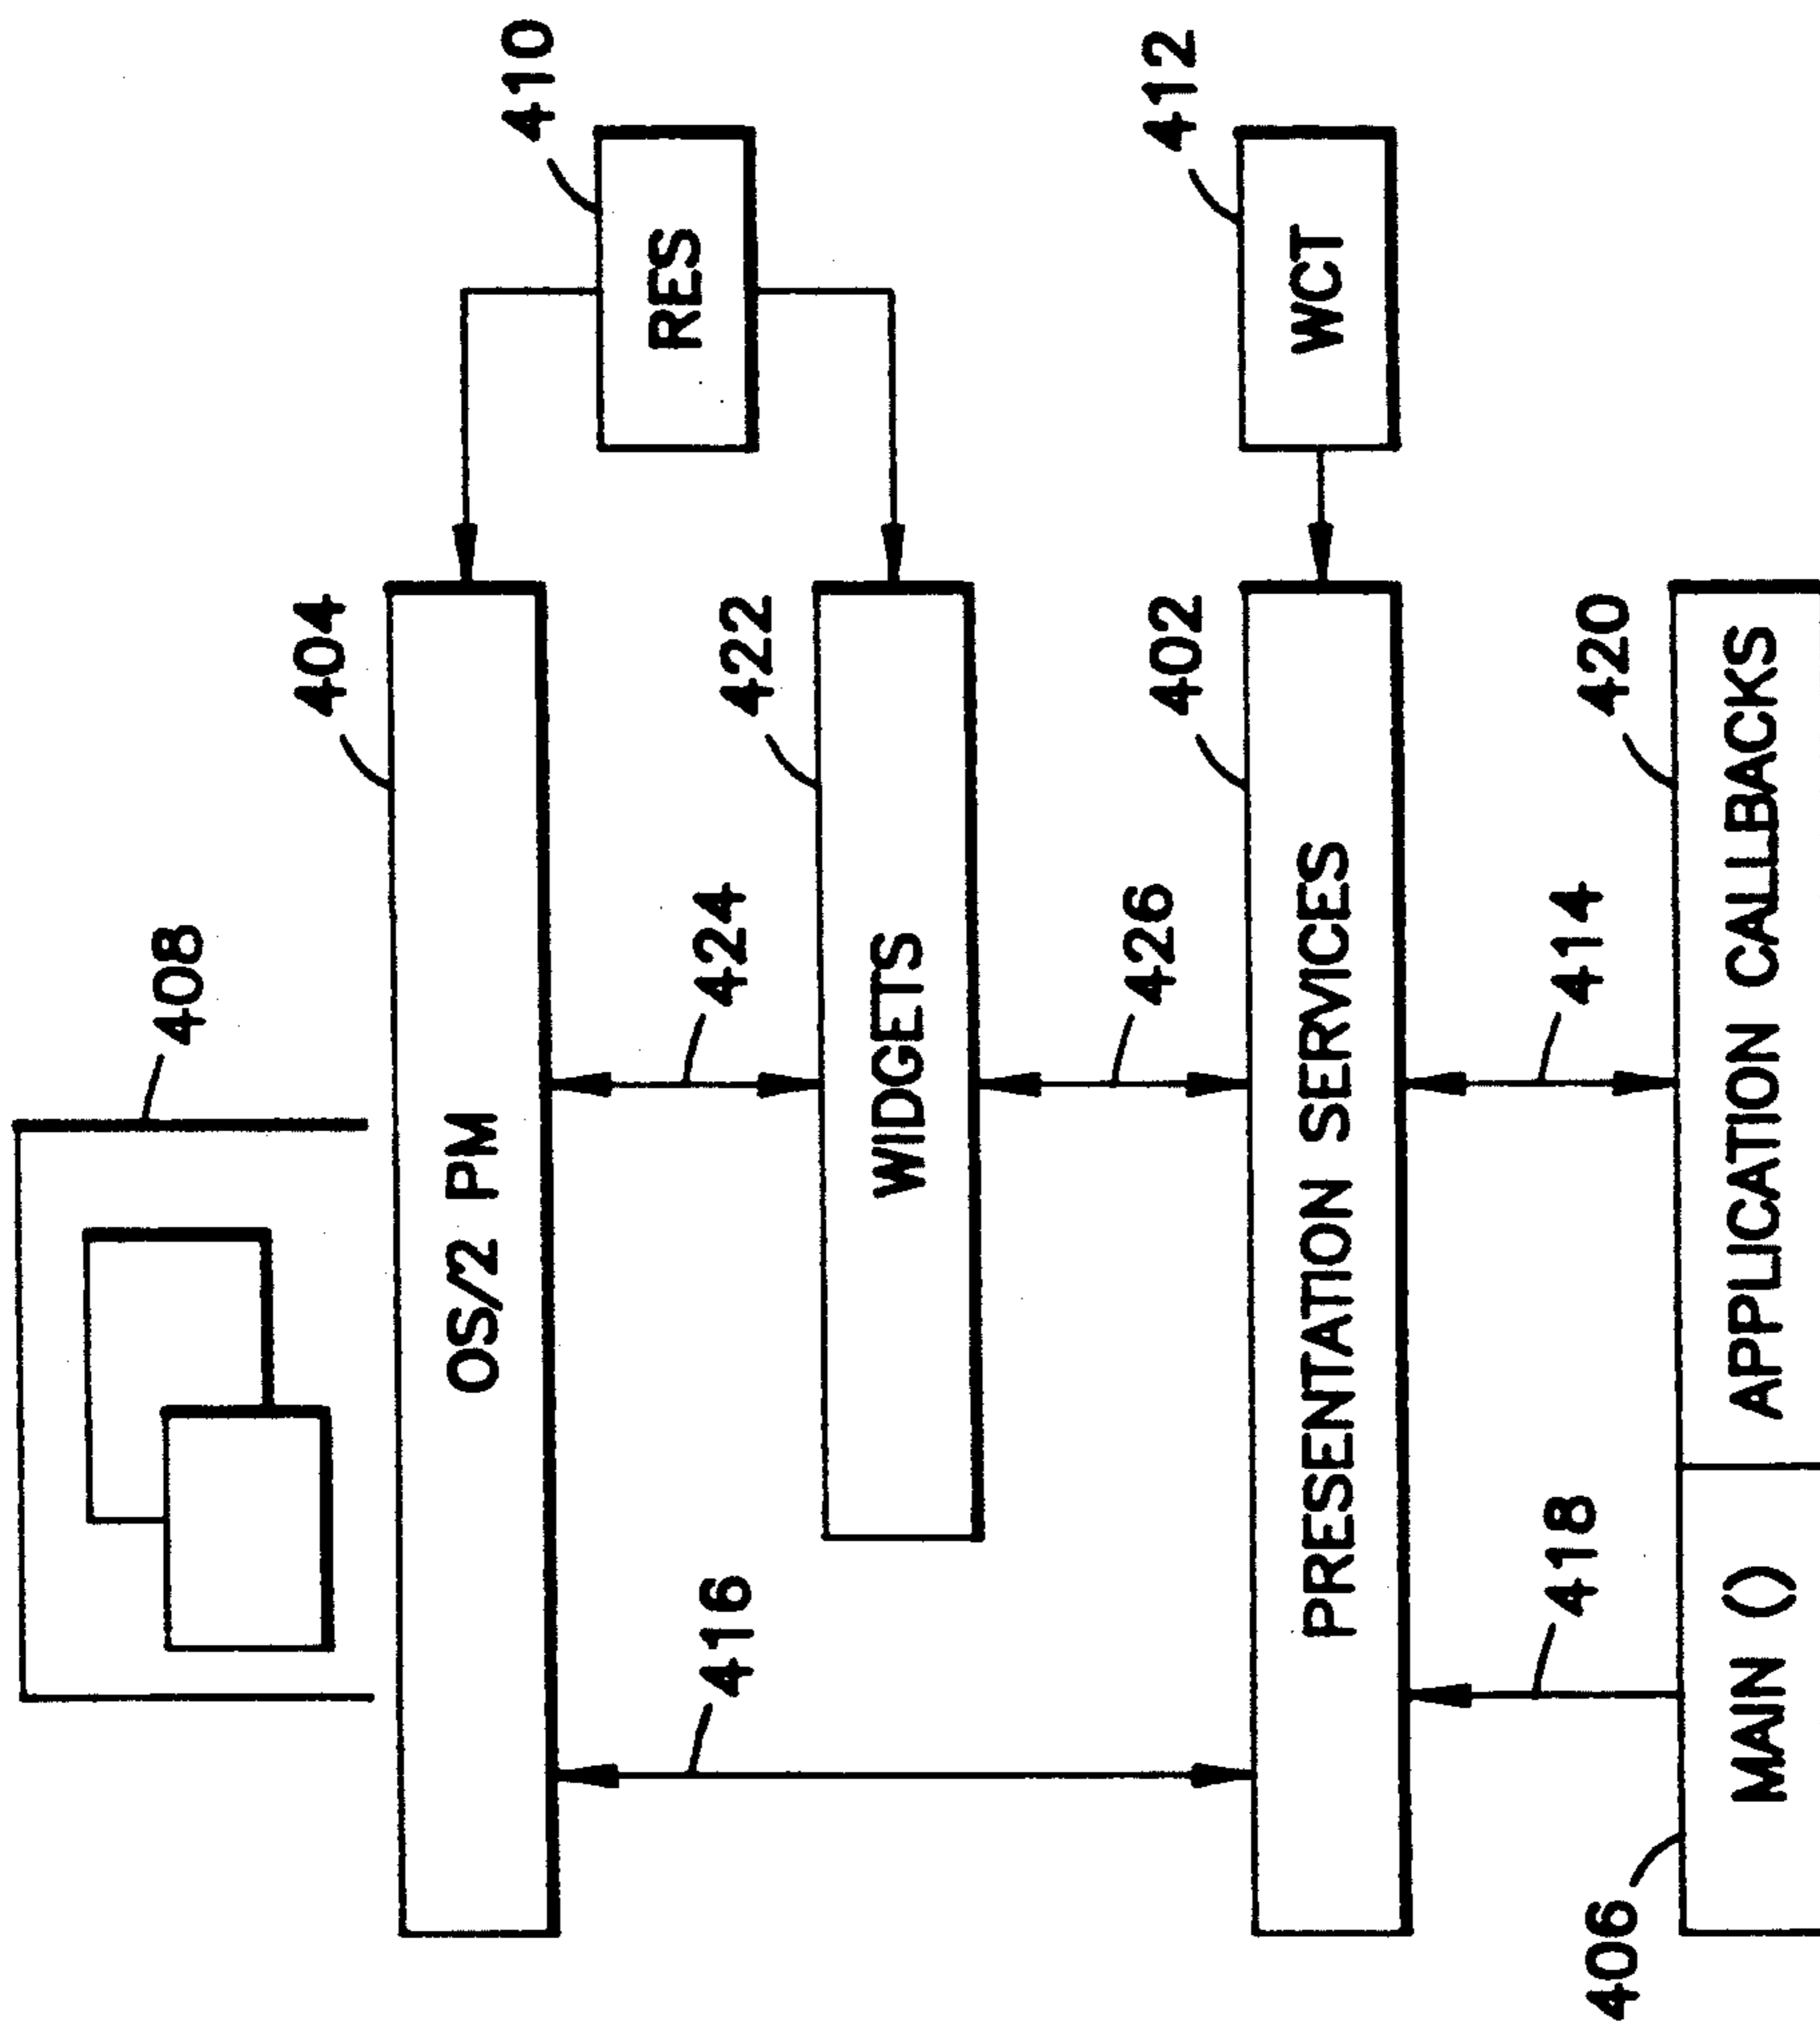 408
404
410
OS/2 PM
RES
416
424
422
WIDGETS
426
402
412
PRESENTATION SERVICES
WCT
418
414
420
406
MAIN ()
APPLICATION CALLBACKS